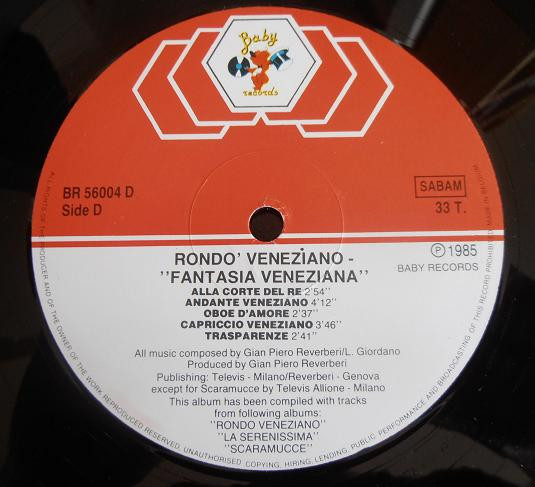 Baby
records
BR 56004 D
Side D
SABAM
33 T.
RONDO' VENEZIANO -
"FANTASIA VENEZIANA"
Ⓟ 1985
BABY RECORDS
ALLA CORTE DEL RE 2'54"
ANDANTE VENEZIANO 4'12"
OBOE D'AMORE 2'37"
CAPRICCIO VENEZIANO 3'46"
TRASPARENZE 2'41"
All music composed by Gian Piero Reverberi/L. Giordano
Produced by Gian Piero Reverberi
Publishing: Televis - Milano/Reverberi - Genova
except for Scaramucce by Televis Allione - Milano
This album has been compiled with tracks
from following albums:
"RONDO VENEZIANO"
"LA SERENISSIMA"
"SCARAMUCCE"
ALL RIGHTS OF THE PRODUCER AND OF THE OWNER OF THE WORK REPRODUCED RESERVED. UNAUTHORISED COPYING, HIRING, LENDING, PUBLIC PERFORMANCE AND BROADCASTING OF THIS RECORD PROHIBITED MADE IN BELGIUM